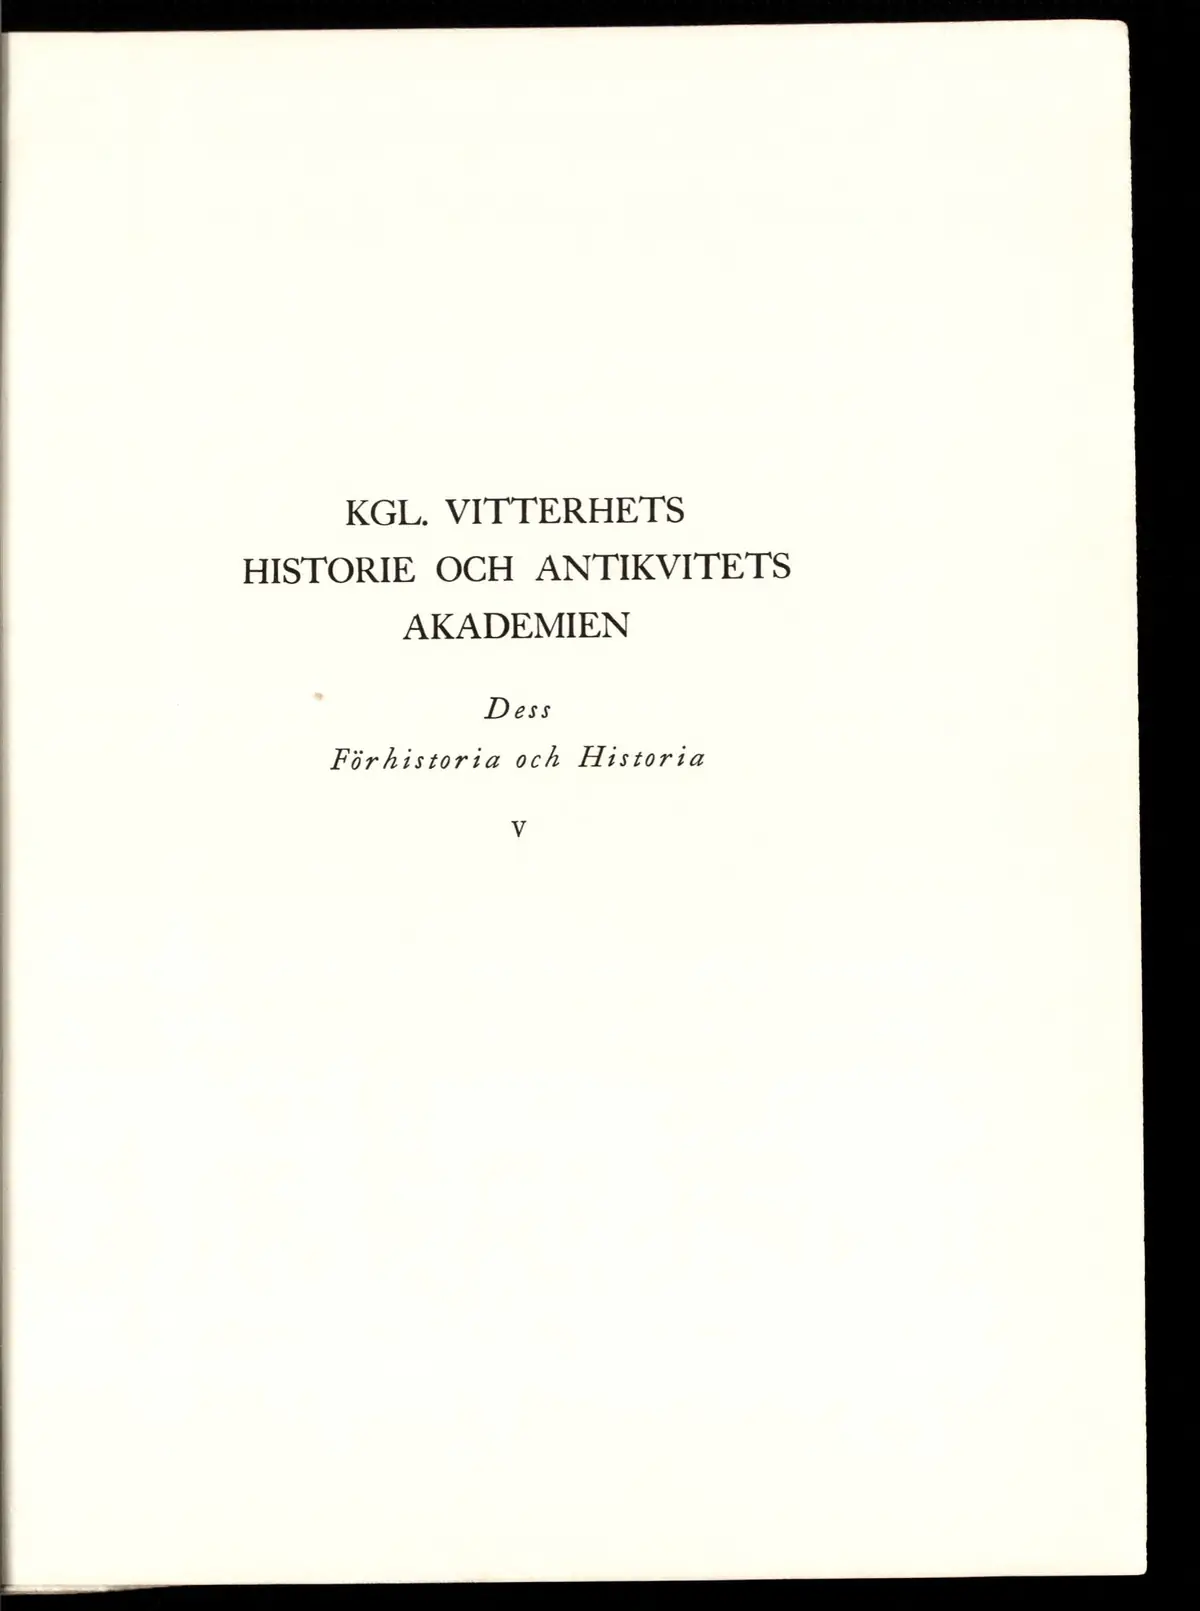 KGL. VITTERHETS
HISTORIE OCH ANTIKVITETS
AKADEMIEN
Dess
Förhistoria och Historia
V